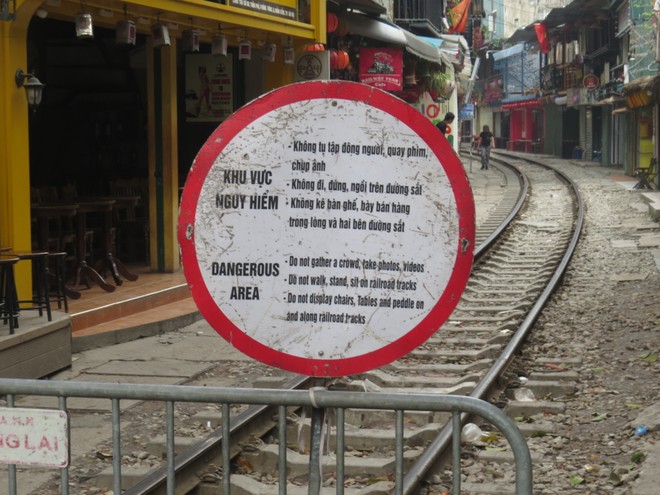 KHU VỰC
NGUY HIỂM
- Không tụ tập đông người, quay phim,
chụp ảnh
- Không đi, đứng, ngồi trên đường sắt
- Không kê bàn ghế, bày bán hàng
trong lòng và hai bên đường sắt
DANGEROUS
AREA
- Do not gather a crowd, take photos, videos
- Do not walk, stand, sit on railroad tracks
- Do not display chairs, Tables and peddle on
and along railroad tracks
NG LẠI